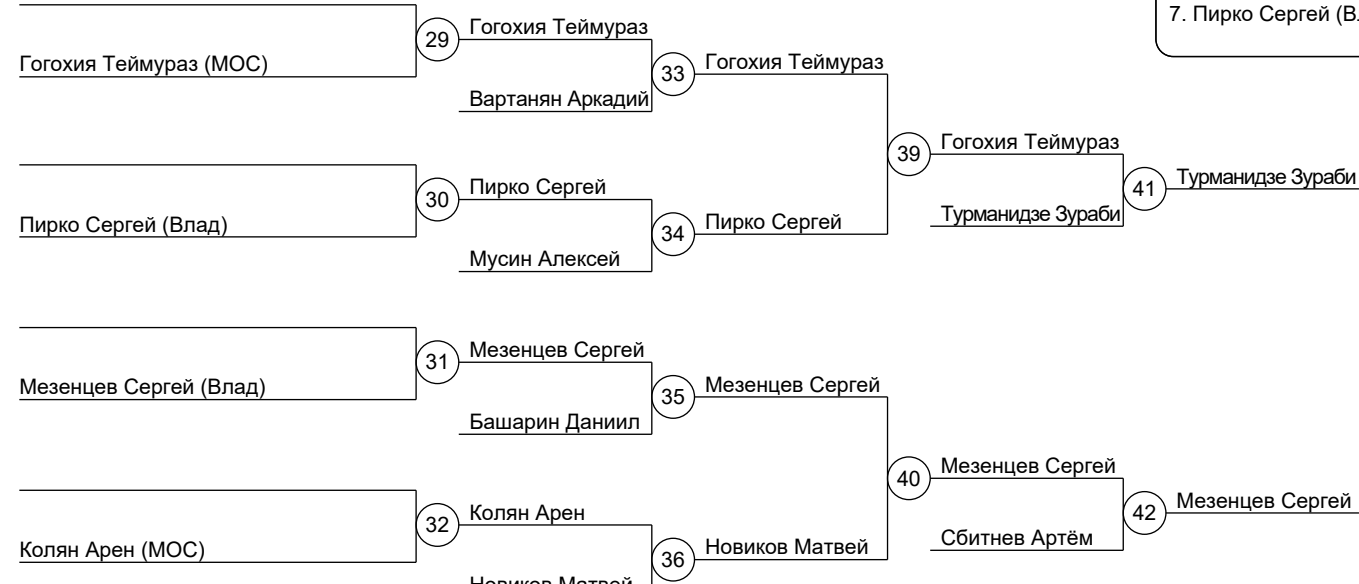 7. Пирко Сергей (В
29
Гогохия Теймураз
Гогохия Теймураз (МОС)
33
Гогохия Теймураз
Вартанян Аркадий
39
Гогохия Теймураз
30
Пирко Сергей
Пирко Сергей (Влад)
41
Турманидзе Зураби
Турманидзе Зураби
34
Пирко Сергей
Мусин Алексей
31
Мезенцев Сергей
Мезенцев Сергей (Влад)
35
Мезенцев Сергей
Башарин Даниил
40
Мезенцев Сергей
32
Колян Арен
Колян Арен (МОС)
42
Мезенцев Сергей
Сбитнев Артём
36
Новиков Матвей
Новиков Матвей